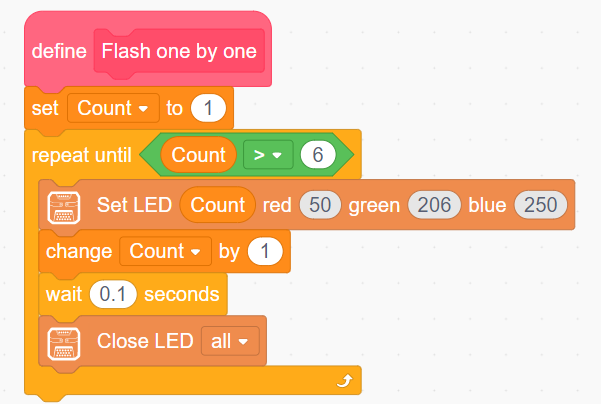 define Flash one by one
set Count to 1
repeat until Count > 6
Set LED Count red 50 green 206 blue 250
change Count by 1
wait 0.1 seconds
Close LED all